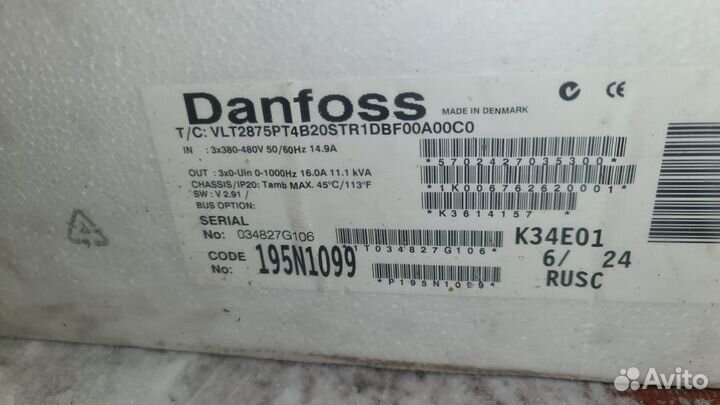 Danfoss
MADE IN DENMARK
CE
T/C: VLT2875PT4B20STR1DBF00A00C0
IN : 3x380-480V 50/60Hz 14.9A
*5702427035300*
OUT : 3x0-Uin 0-1000Hz 16.0A 11.1 kVA
CHASSIS/IP20: Tamb MAX. 45°C/113°F
*1K006762620001*
SW : V 2.91 /
BUS OPTION:
*K3614157*
SERIAL
No: 034827G106
*1T034827G106*
K34E01
CODE
No:
195N1099
6/ 24
*P195N1099*
RUSC
Avito